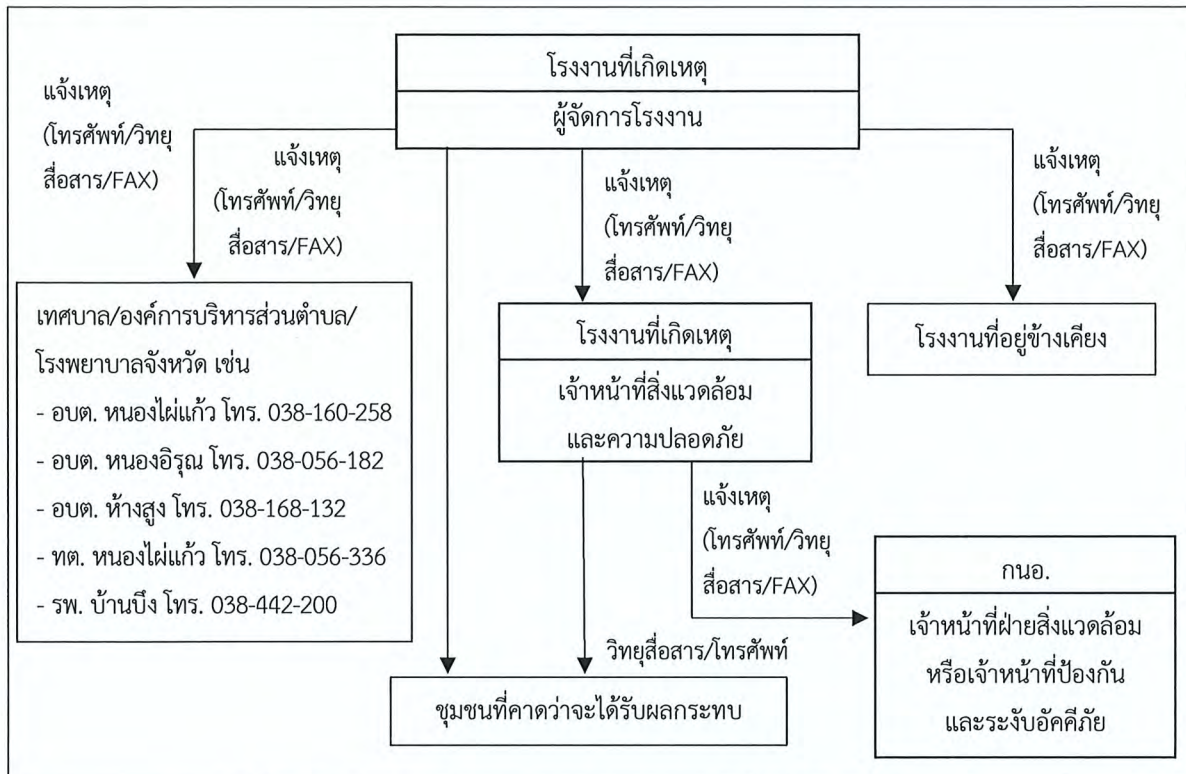 โรงงานที่เกิดเหตุ
ผู้จัดการโรงงาน
แจ้งเหตุ
(โทรศัพท์/วิทยุ
สื่อสาร/FAX)
แจ้งเหตุ
(โทรศัพท์/วิทยุ
สื่อสาร/FAX)
แจ้งเหตุ
(โทรศัพท์/วิทยุ
สื่อสาร/FAX)
แจ้งเหตุ
(โทรศัพท์/วิทยุ
สื่อสาร/FAX)
เทศบาล/องค์การบริหารส่วนตำบล/
โรงพยาบาลจังหวัด เช่น
- อบต. หนองไผ่แก้ว โทร. 038-160-258
- อบต. หนองอิรุณ โทร. 038-056-182
- อบต. ห้างสูง โทร. 038-168-132
- ทต. หนองไผ่แก้ว โทร. 038-056-336
- รพ. บ้านบึง โทร. 038-442-200
โรงงานที่เกิดเหตุ
เจ้าหน้าที่สิ่งแวดล้อม
และความปลอดภัย
โรงงานที่อยู่ข้างเคียง
แจ้งเหตุ
(โทรศัพท์/วิทยุ
สื่อสาร/FAX)
กนอ.
เจ้าหน้าที่ฝ่ายสิ่งแวดล้อม
หรือเจ้าหน้าที่ป้องกัน
และระงับอัคคีภัย
วิทยุสื่อสาร/โทรศัพท์
ชุมชนที่คาดว่าจะได้รับผลกระทบ